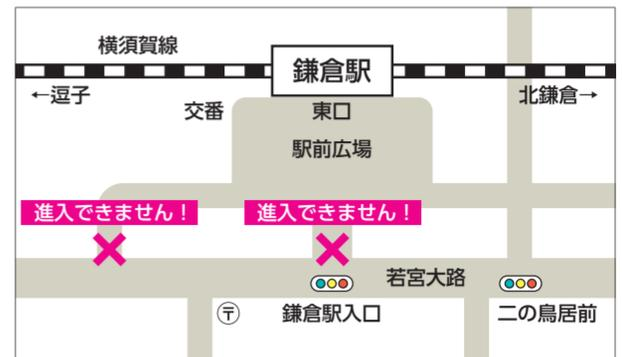 横須賀線
鎌倉駅
←逗子
北鎌倉→
交番
東口
駅前広場
進入できません！
進入できません！
若宮大路
〒
鎌倉駅入口
二の鳥居前